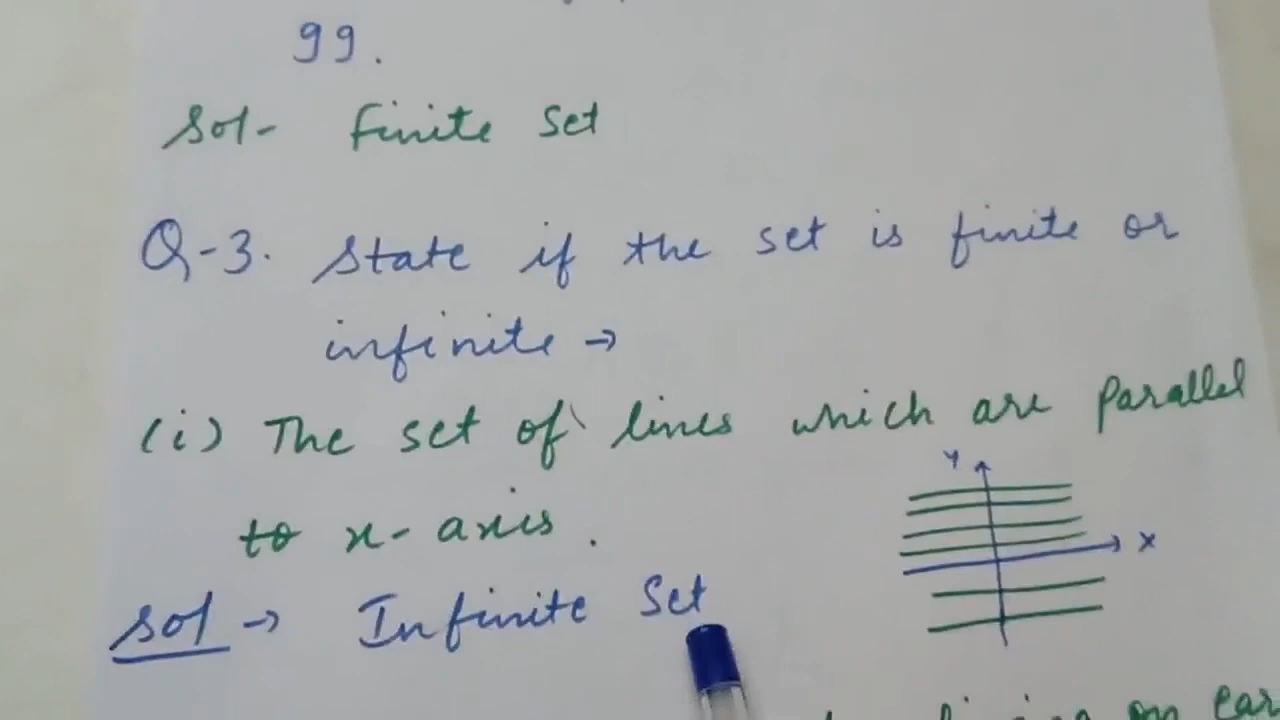 99.
Sol- Finite Set
Q-3. State if the set is finite or
infinite →
(i) The set of lines which are parallel
to x-axis.
Y
X
Sol → Infinite Set
on